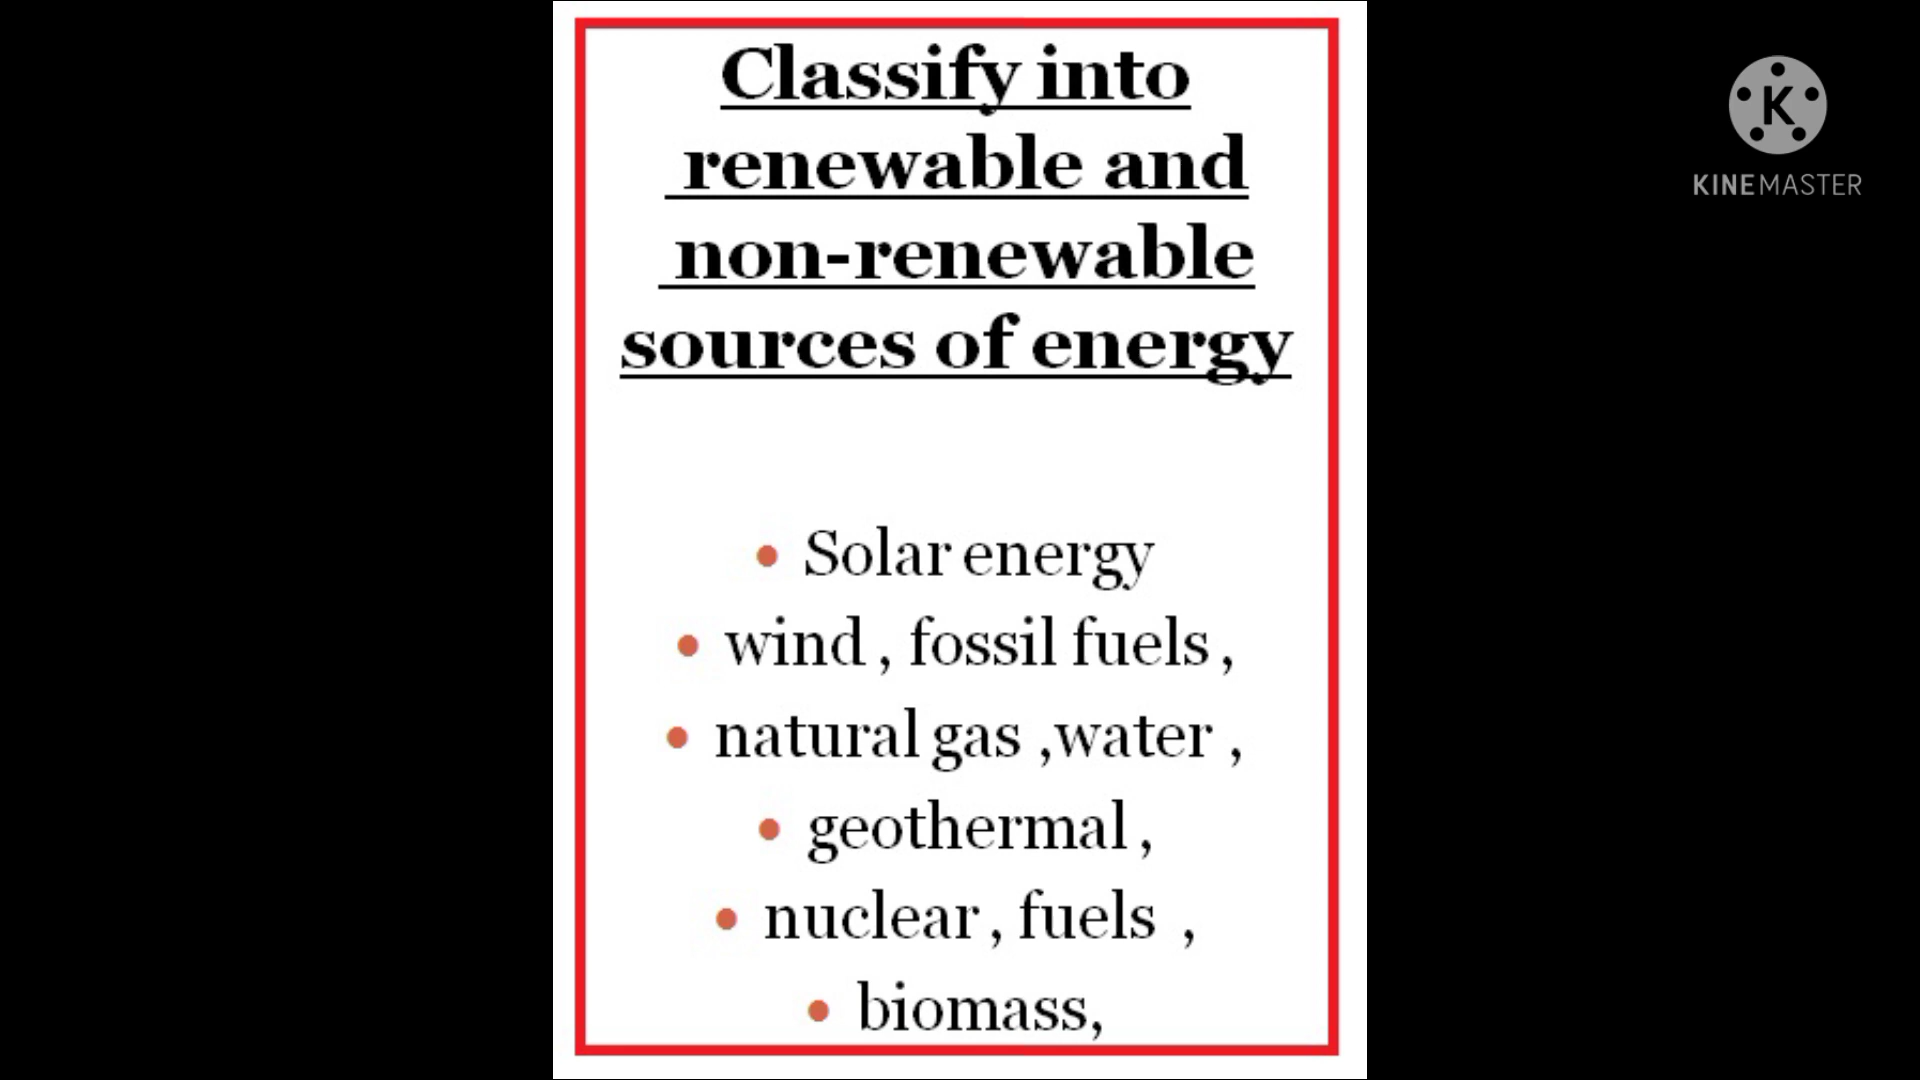 Classify into
renewable and
non-renewable
sources of energy
• Solar energy
• wind , fossil fuels ,
• natural gas ,water ,
• geothermal ,
• nuclear , fuels ,
• biomass,
K
KINEMASTER